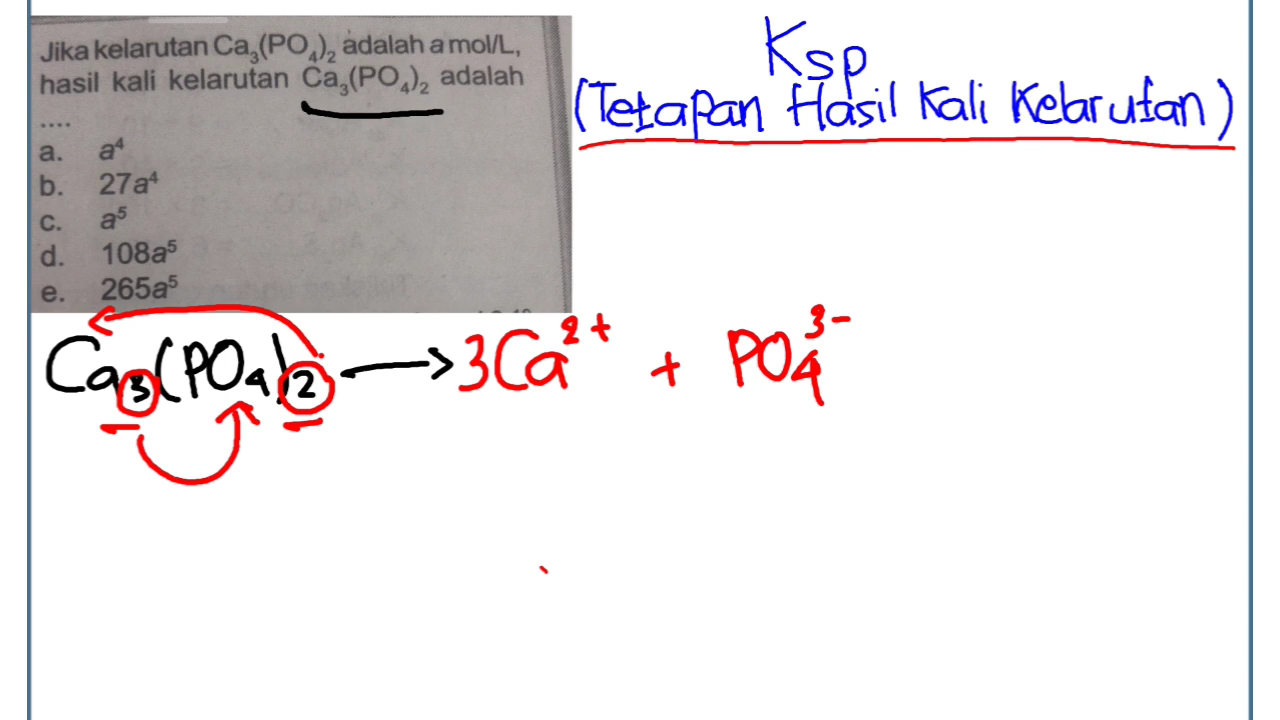 Jika kelarutan Ca₃(PO₄)₂ adalah a mol/L,
hasil kali kelarutan Ca₃(PO₄)₂ adalah
....
a. a⁴
b. 27a⁴
c. a⁵
d. 108a⁵
e. 265a⁵
Ksp
(Tetapan Hasil Kali Kelarutan)
Ca₃(PO₄)₂ → 3Ca²⁺ + PO₄³⁻